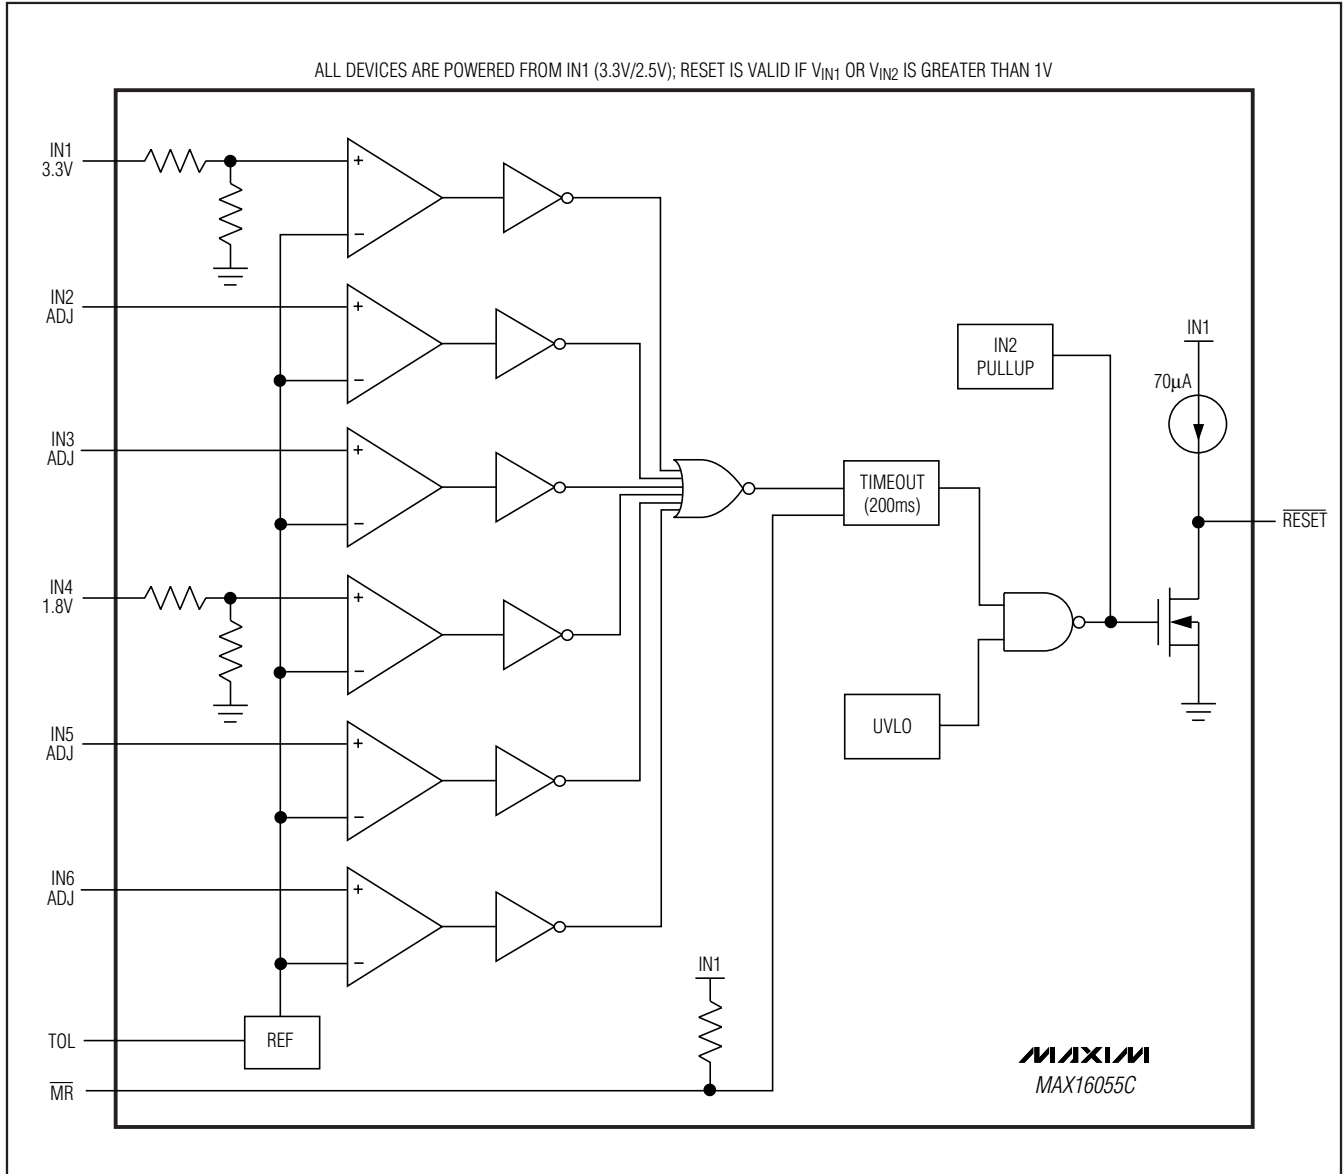 ALL DEVICES ARE POWERED FROM IN1 (3.3V/2.5V); RESET IS VALID IF VIN1 OR VIN2 IS GREATER THAN 1V
IN1
3.3V
+
−
IN2
ADJ
+
−
IN3
ADJ
+
−
IN4
1.8V
+
−
IN5
ADJ
+
−
IN6
ADJ
+
−
TOL
REF
MR
IN1
TIMEOUT
(200ms)
UVLO
IN2
PULLUP
IN1
70µA
RESET
MAXIM
MAX16055C